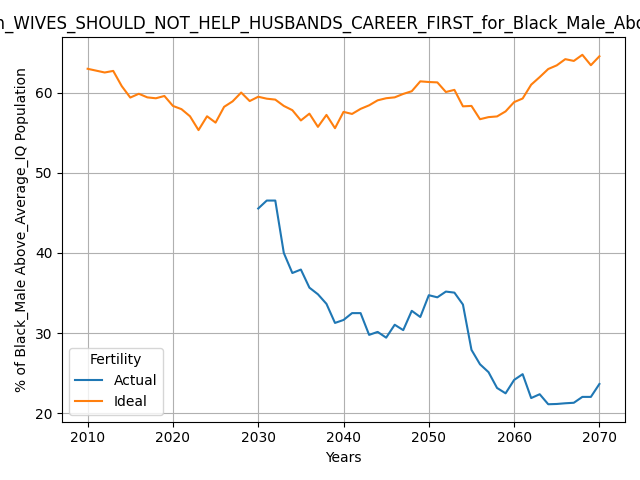 WIVES_SHOULD_NOT_HELP_HUSBANDS_CAREER_FIRST_for_Black_Male_Abo
% of Black_Male Above_Average_IQ Population
60
50
40
30
20
Fertility
Actual
Ideal
2010 2020 2030 2040 2050 2060 2070
Years